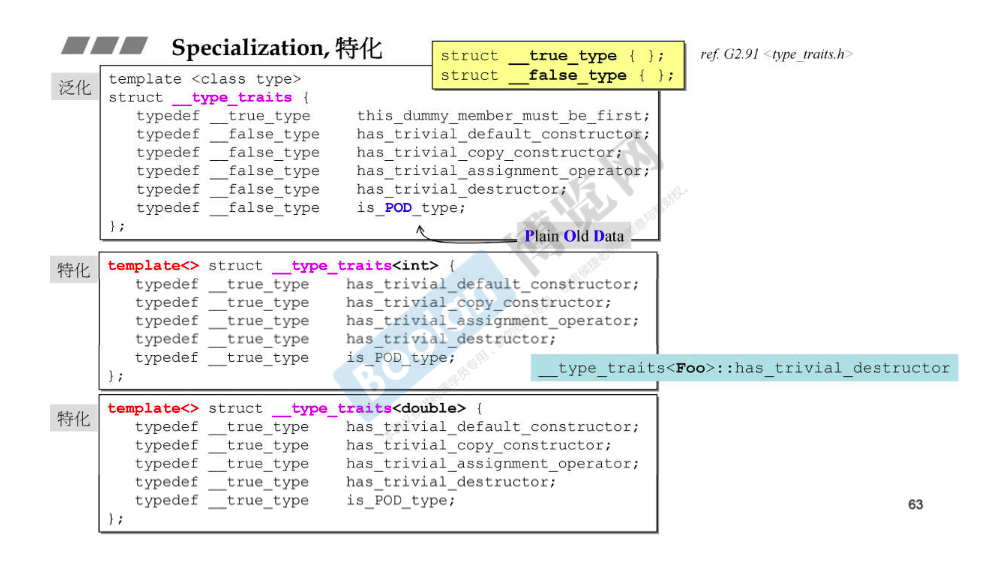 Specialization, 特化
struct __true_type { };
struct __false_type { };
ref. G2.91 <type_traits.h>
泛化
template <class type>
struct __type_traits {
typedef __true_type this_dummy_member_must_be_first;
typedef __false_type has_trivial_default_constructor;
typedef __false_type has_trivial_copy_constructor;
typedef __false_type has_trivial_assignment_operator;
typedef __false_type has_trivial_destructor;
typedef __false_type is_POD_type;
};
Plain Old Data
特化
template<> struct __type_traits<int> {
typedef __true_type has_trivial_default_constructor;
typedef __true_type has_trivial_copy_constructor;
typedef __true_type has_trivial_assignment_operator;
typedef __true_type has_trivial_destructor;
typedef __true_type is_POD_type;
};
__type_traits<Foo>::has_trivial_destructor
特化
template<> struct __type_traits<double> {
typedef __true_type has_trivial_default_constructor;
typedef __true_type has_trivial_copy_constructor;
typedef __true_type has_trivial_assignment_operator;
typedef __true_type has_trivial_destructor;
typedef __true_type is_POD_type;
};
63
Boolan
博览网